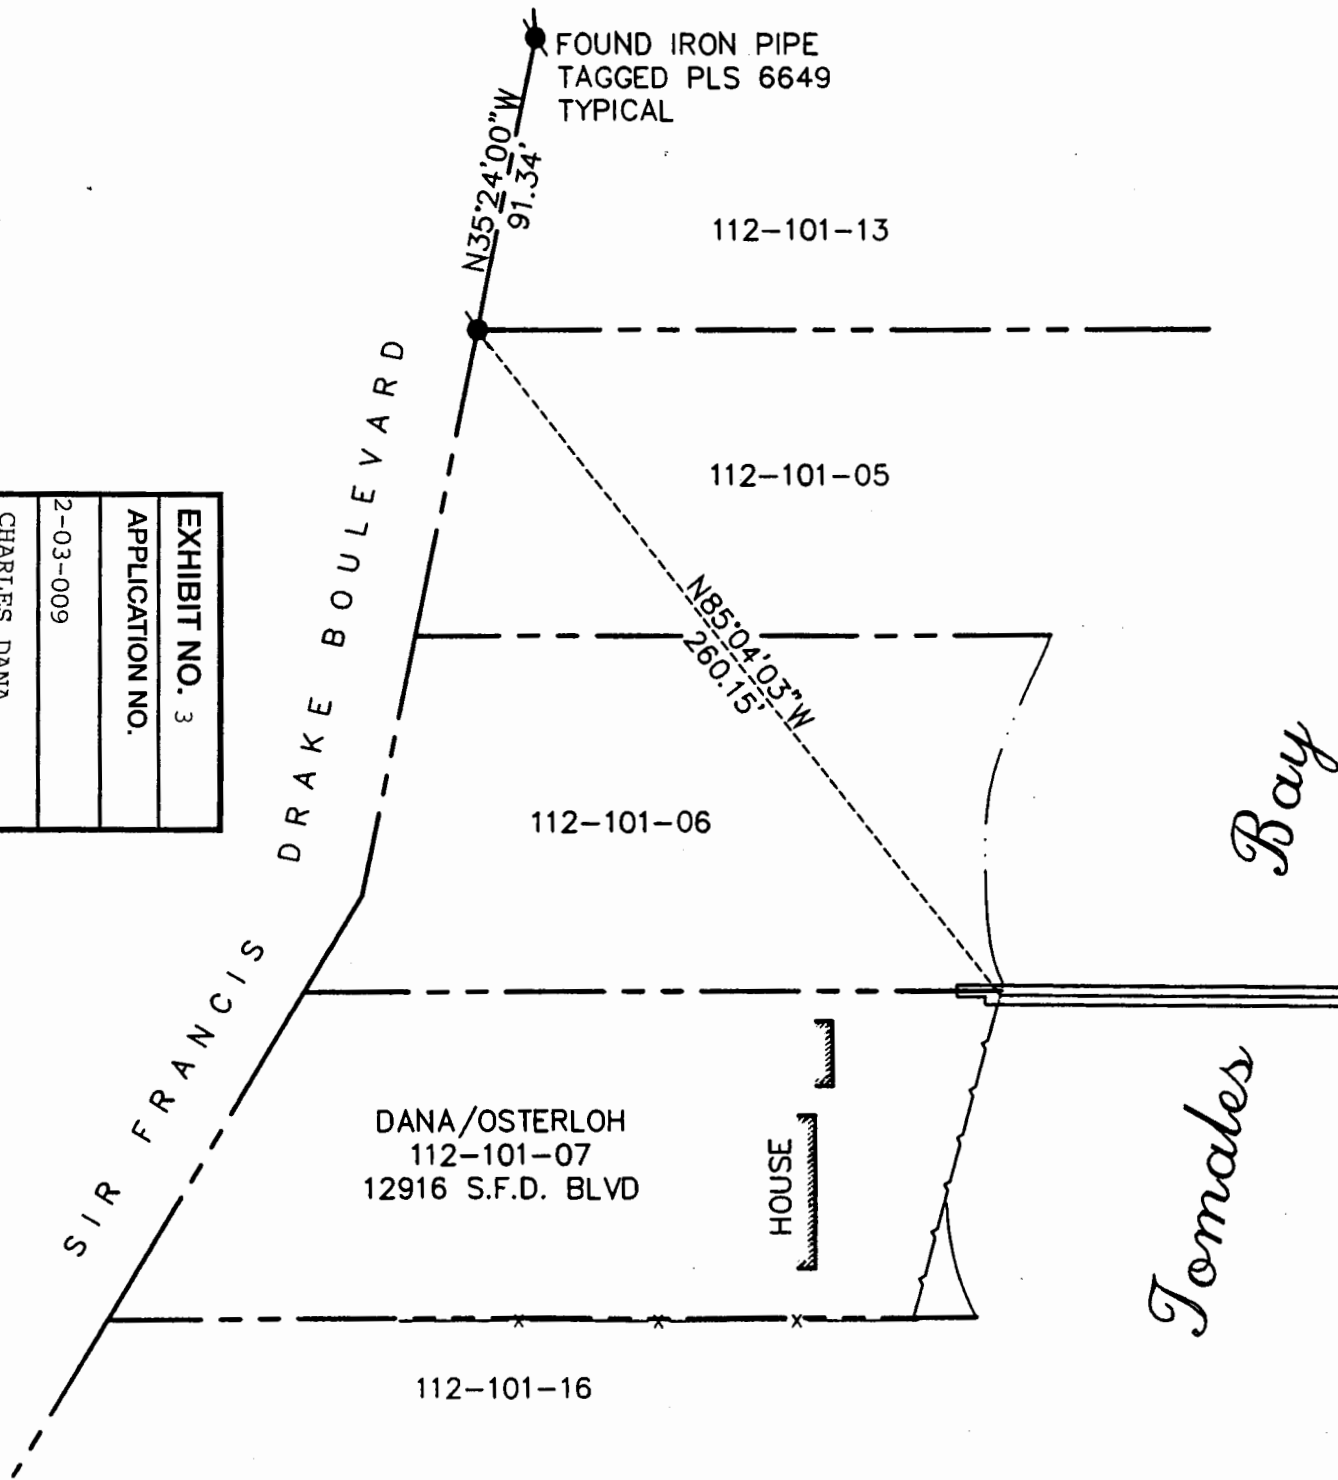 FOUND IRON PIPE
TAGGED PLS 6649
TYPICAL
N35°24'00"W
91.34'
112-101-13
112-101-05
N85°04'03"W
260.15'
112-101-06
SIR FRANCIS DRAKE BOULEVARD
EXHIBIT NO. 3
APPLICATION NO.
2-03-009
CHARLES DANA
DANA/OSTERLOH
112-101-07
12916 S.F.D. BLVD
HOUSE
112-101-16
Tomales Bay